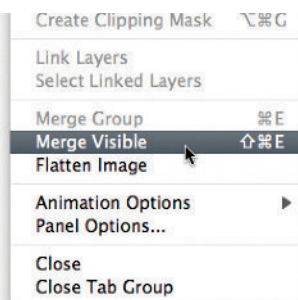 Create Clipping Mask ⌥⌘G
Link Layers
Select Linked Layers
Merge Group ⌘E
Merge Visible ⇧⌘E
Flatten Image
Animation Options ▶
Panel Options...
Close
Close Tab Group